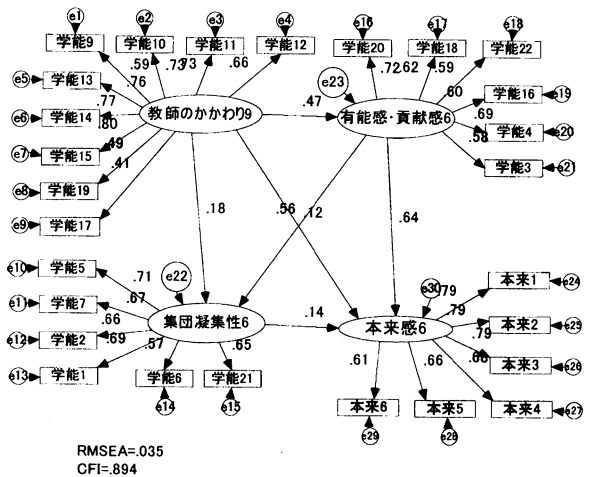 e1 e2 e3 e4 e16 e17 e18
学能9 学能10 学能11 学能12 学能20 学能18 学能22
.59 .73 .73 .66 .72 .62 .59
e5 学能13 .76 e23 .60 学能16 e19
.77 .69
e6 学能14 教師のかかわり9 .47 有能感・貢献感6 学能4 e20
.80 .58
e7 学能15 .49 学能3 e21
.41
e8 学能19
e9 学能17 .18 .56 .12 .64
e10 学能5
.71 e22 e30 .79 本来1 e24
e11 学能7 .67 .79
.66 集団凝集性6 .14 本来感6 本来2 e25
e12 学能2 .69 .79
.57 .65 .61 .66 .68 本来3 e26
e13 学能1
学能6 学能21
e14 e15 本来6 本来5 本来4 e27
e29 e28
RMSEA=.035
CFI=.894